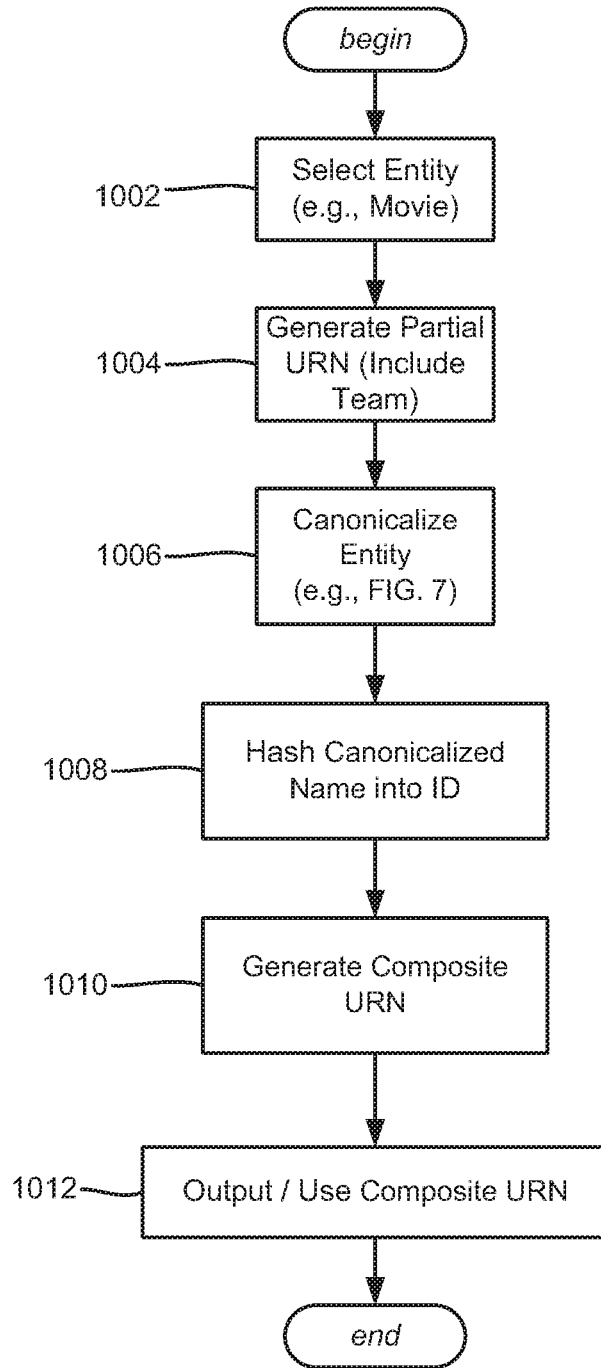 begin
1002
Select Entity
(e.g., Movie)
1004
Generate Partial
URN (Include
Team)
1006
Canonicalize
Entity
(e.g., FIG. 7)
1008
Hash Canonicalized
Name into ID
1010
Generate Composite
URN
1012
Output / Use Composite URN
end